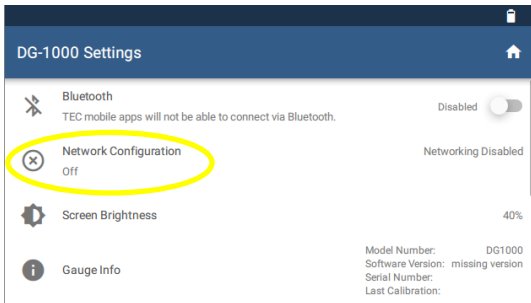 DG-1000 Settings
Bluetooth
TEC mobile apps will not be able to connect via Bluetooth.
Disabled
Network Configuration
Off
Networking Disabled
Screen Brightness
40%
Gauge Info
Model Number: DG1000
Software Version: missing version
Serial Number:
Last Calibration: